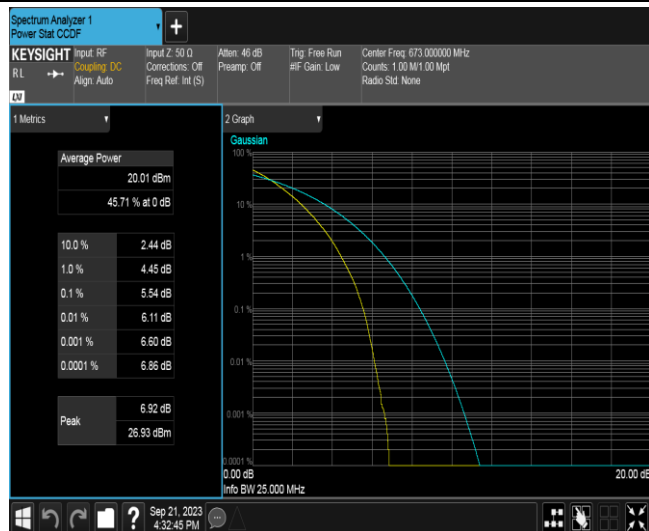 Spectrum Analyzer 1
Power Stat CCDF
+
KEYSIGHT
RL
LXI
Input: RF
Coupling: DC
Align: Auto
Input Z: 50 Ω
Corrections: Off
Freq Ref: Int (S)
Atten: 46 dB
Preamp: Off
Trig: Free Run
#IF Gain: Low
Center Freq: 673.000000 MHz
Counts: 1.00 M/1.00 Mpt
Radio Std: None
1 Metrics
Average Power
20.01 dBm
45.71 % at 0 dB
10.0 % 2.44 dB
1.0 % 4.45 dB
0.1 % 5.54 dB
0.01 % 6.11 dB
0.001 % 6.60 dB
0.0001 % 6.86 dB
Peak
6.92 dB
26.93 dBm
2 Graph
Gaussian
100 %
10 %
1 %
0.1 %
0.01 %
0.001 %
0.0001 %
0.00 dB
20.00 dB
Info BW 25.000 MHz
?
Sep 21, 2023
4:32:45 PM